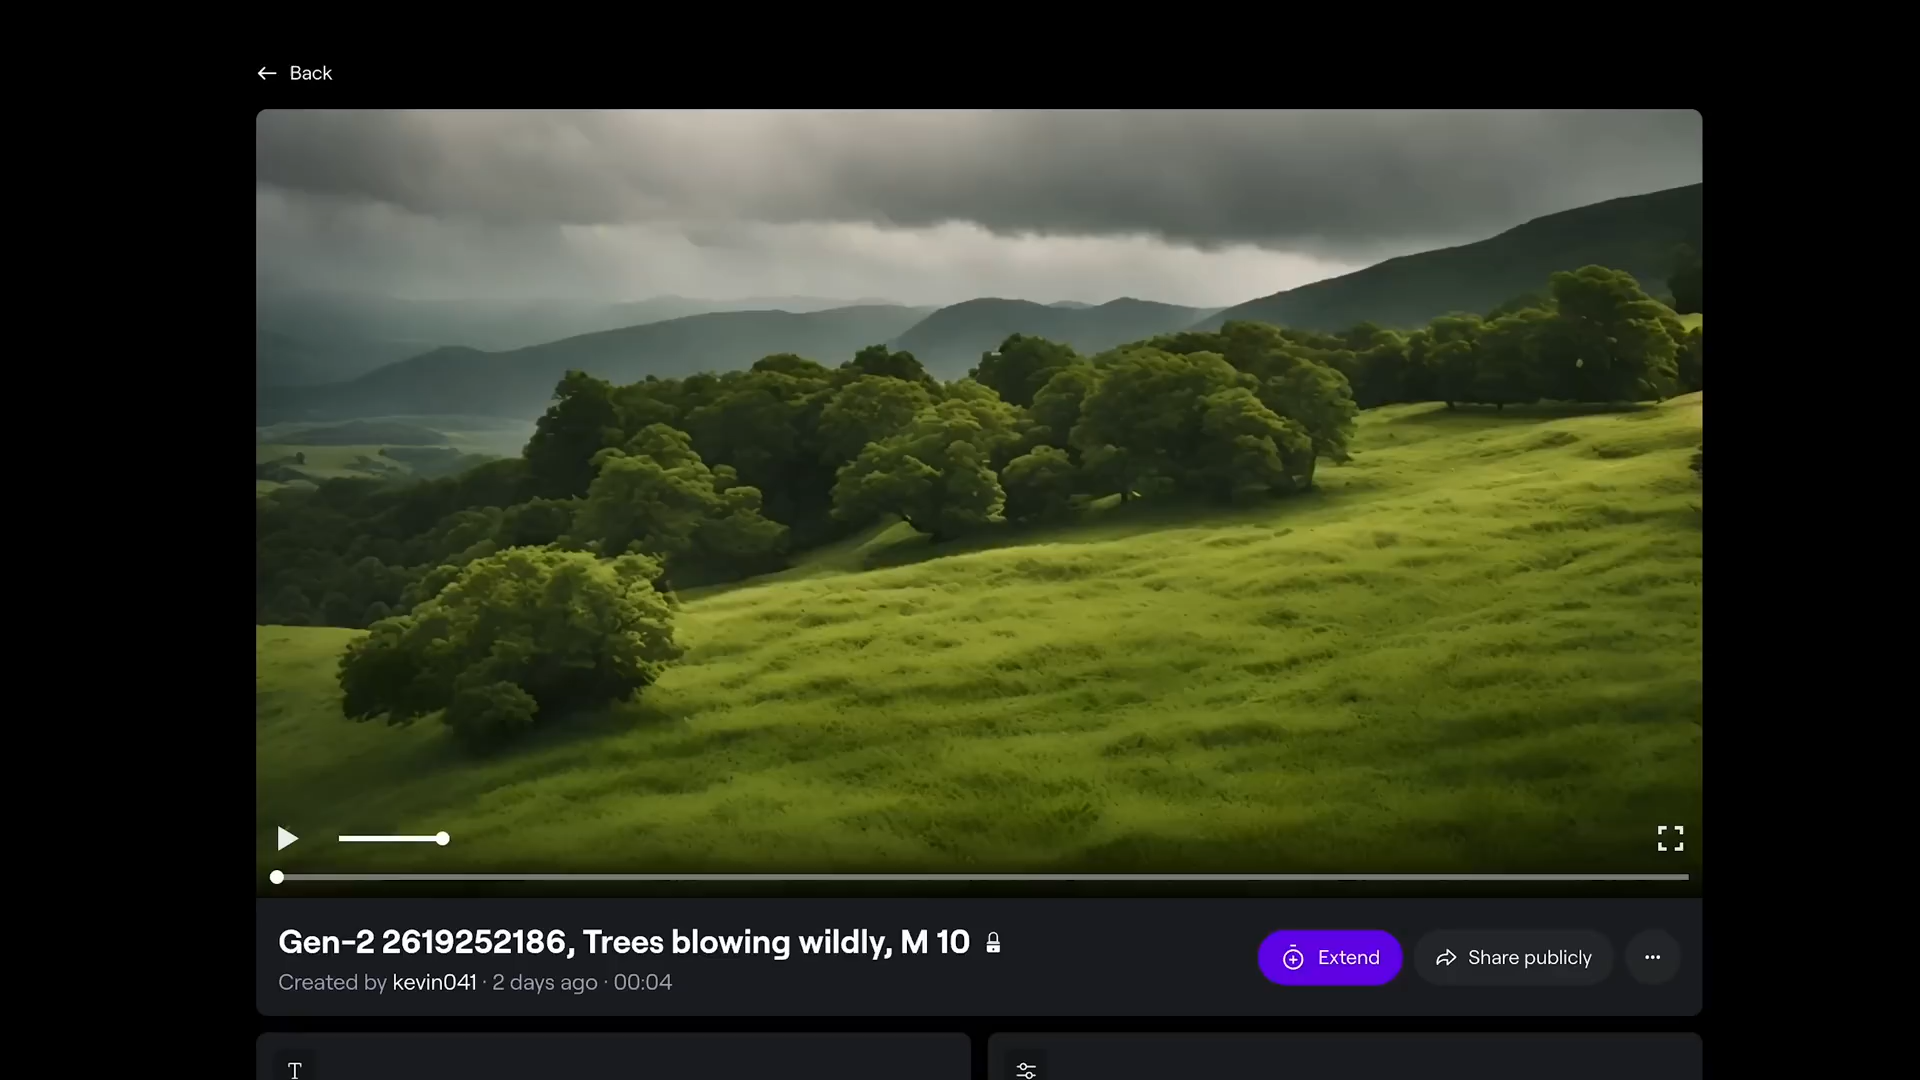 Back
Gen-2 2619252186, Trees blowing wildly, M 10
Created by kevin041 · 2 days ago · 00:04
Extend
Share publicly